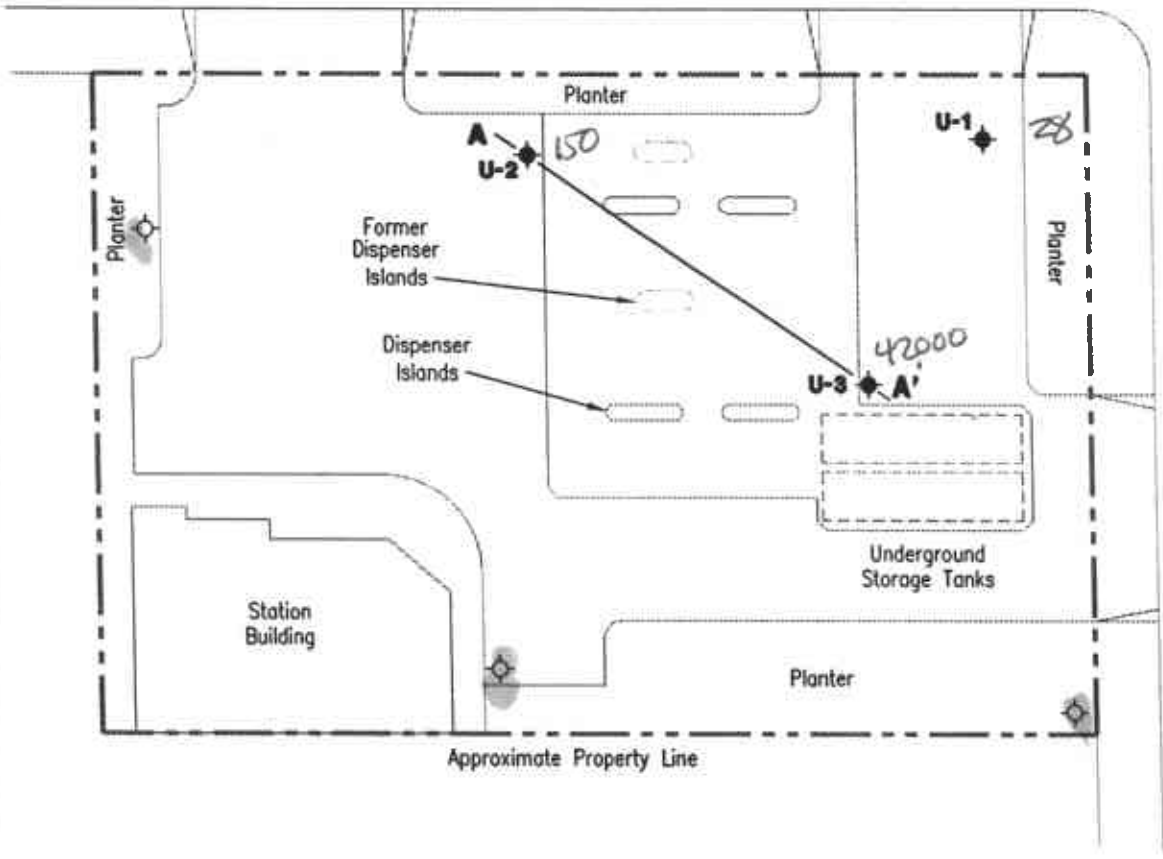 Planter
A
U-2
150
U-1
28
Planter
Former
Dispenser
Islands
Planter
Dispenser
Islands
42000
U-3
A'
Underground
Storage Tanks
Station
Building
Planter
Approximate Property Line